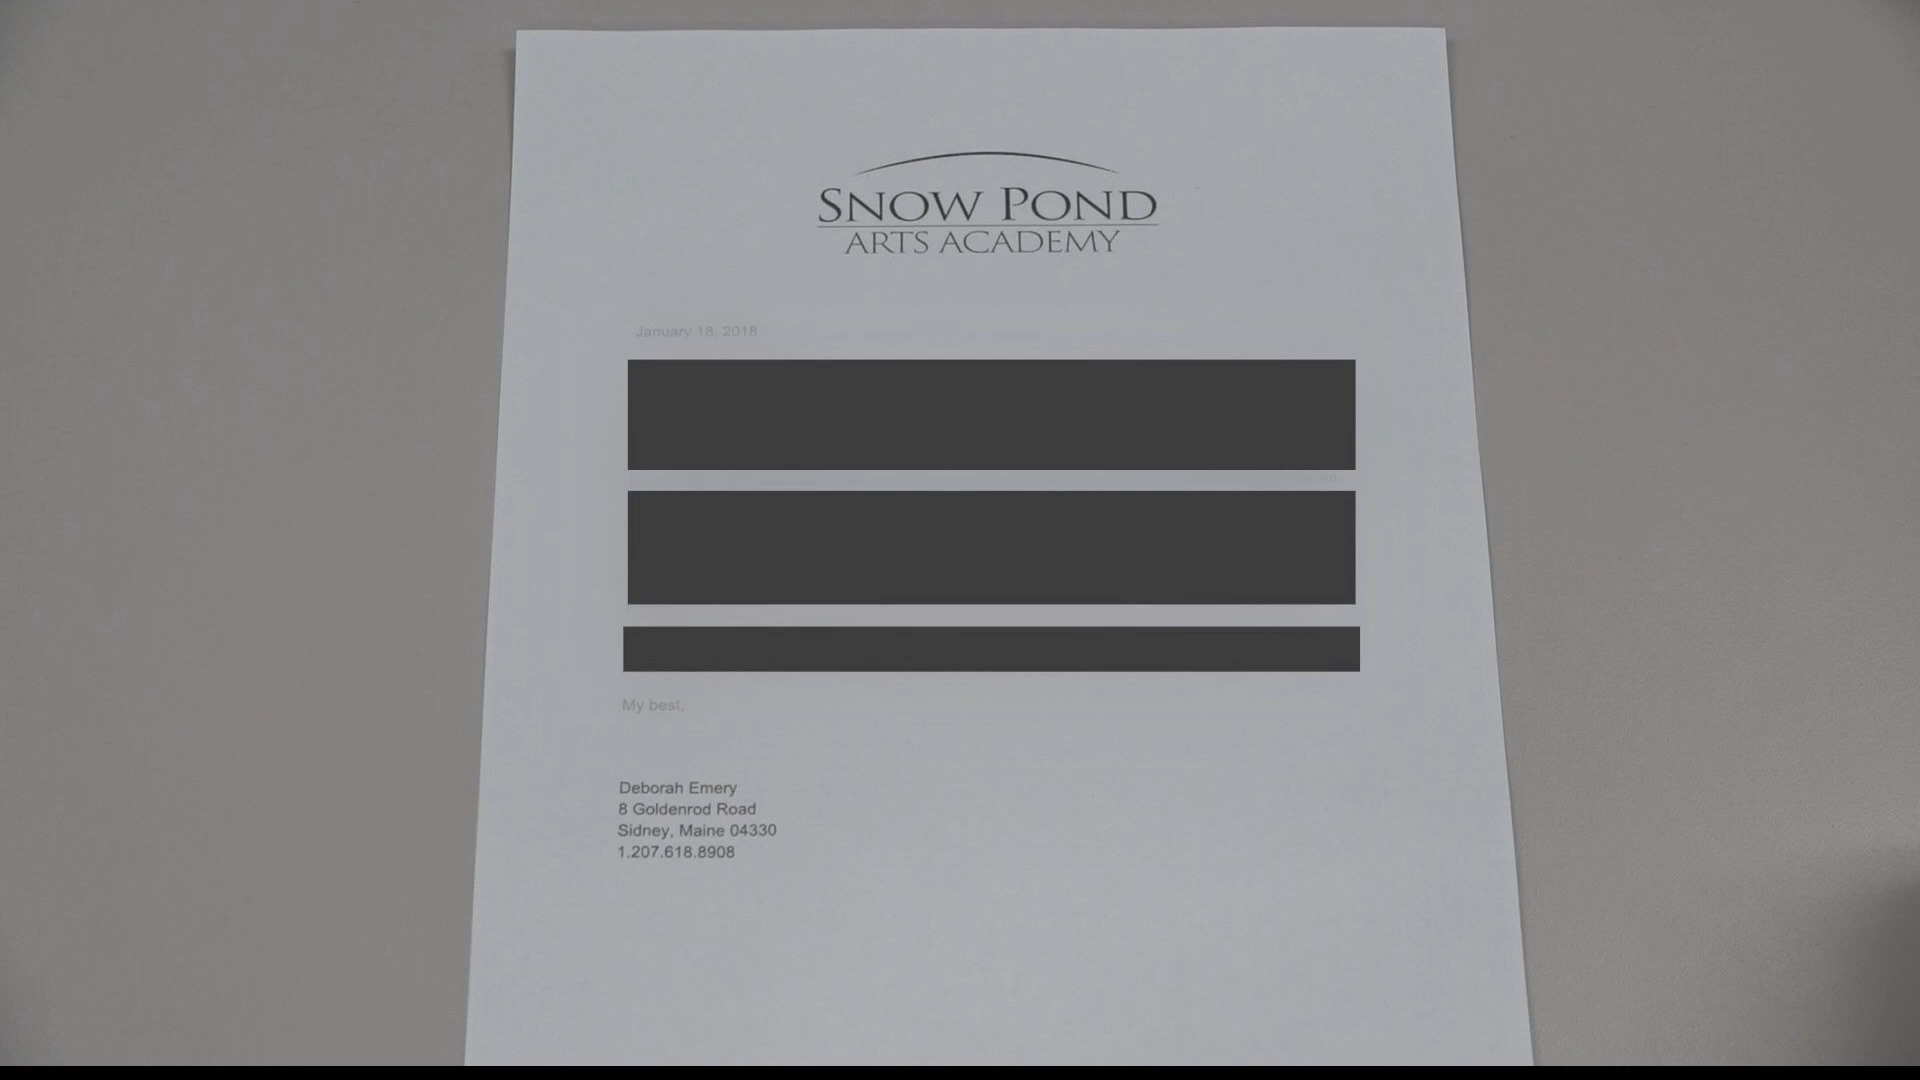 SNOW POND
ARTS ACADEMY
January 18, 2018
My best,
Deborah Emery
8 Goldenrod Road
Sidney, Maine 04330
1.207.618.8908